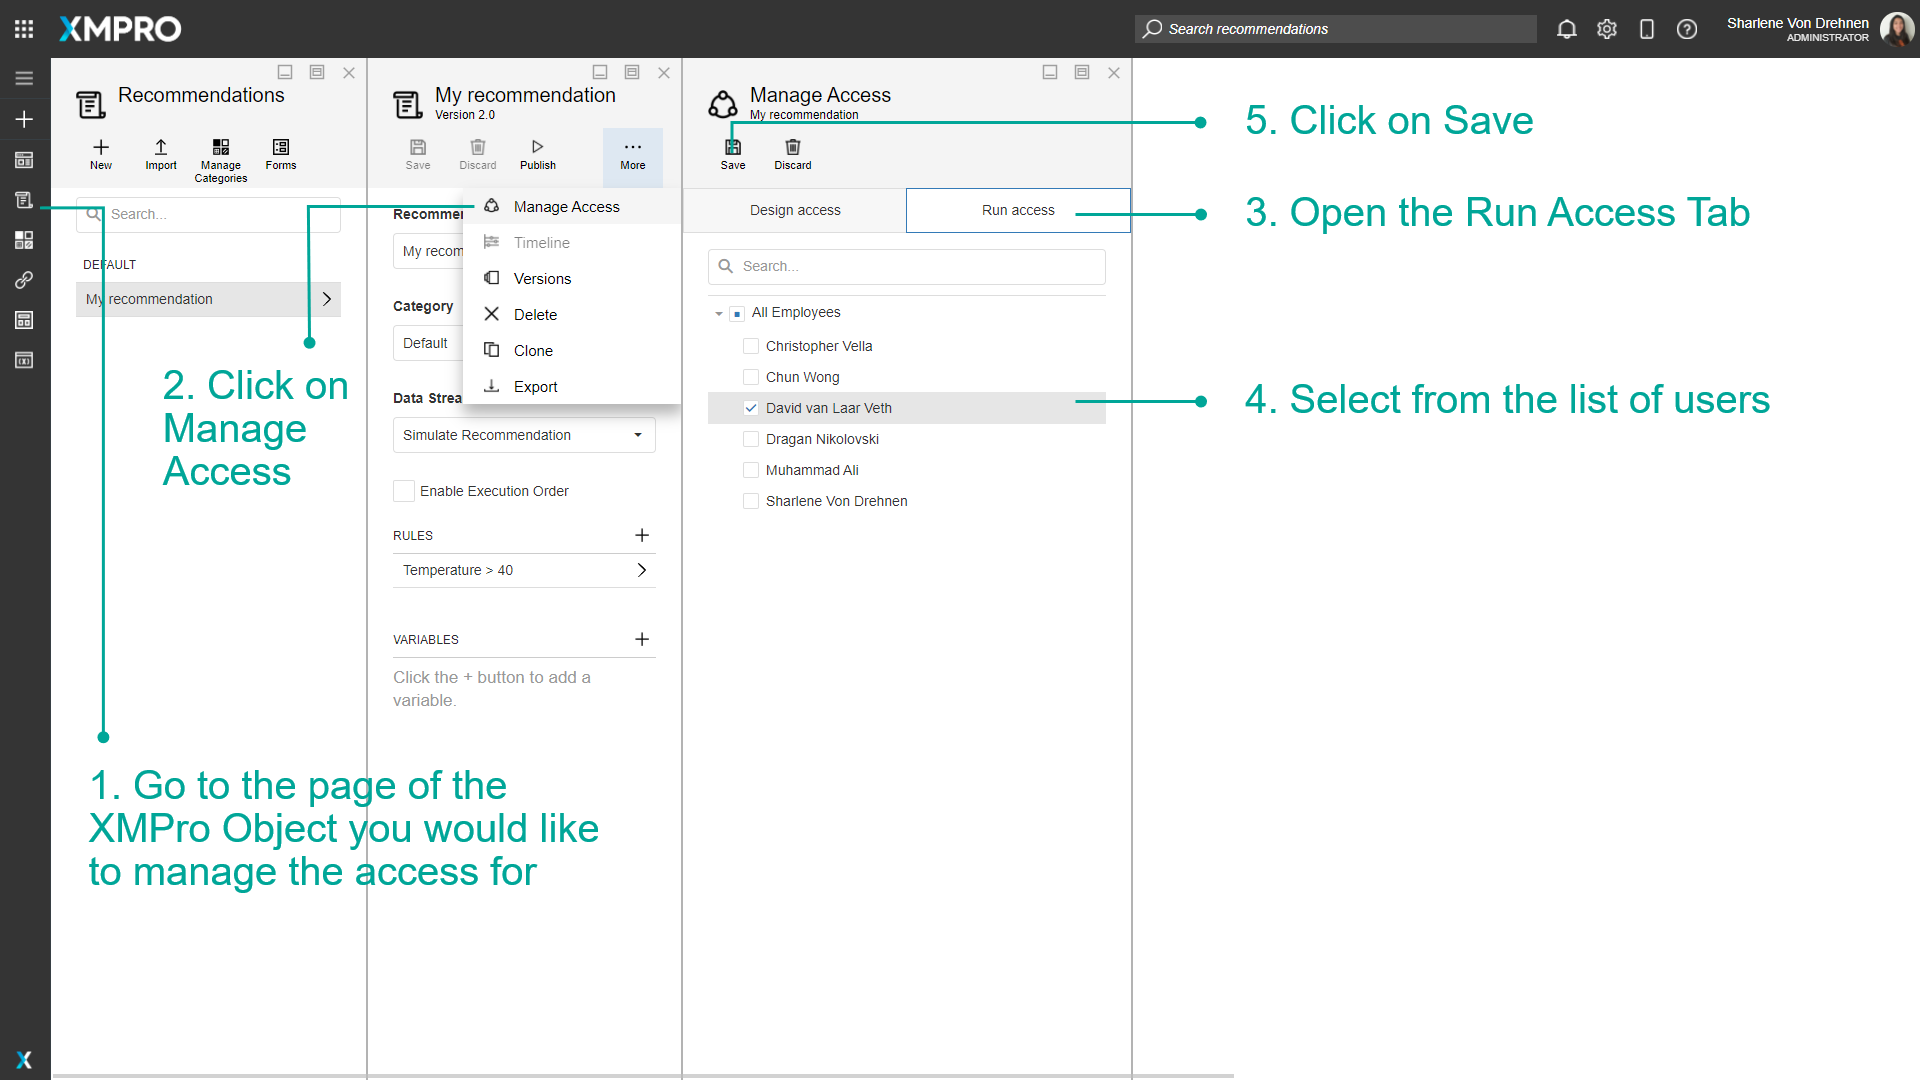 XMPRO
Search recommendations
Sharlene Von Drehnen
ADMINISTRATOR
Recommendations
New
Import
Manage
Categories
Forms
Search...
DEFAULT
My recommendation
My recommendation
Version 2.0
Save
Discard
Publish
More
Manage Access
Timeline
Versions
Delete
Clone
Export
Recommen
My recom
Category
Default
Data Strea
Simulate Recommendation
Enable Execution Order
RULES
Temperature > 40
VARIABLES
Click the + button to add a
variable.
Manage Access
My recommendation
Save
Discard
Design access
Run access
Search...
All Employees
Christopher Vella
Chun Wong
David van Laar Veth
Dragan Nikolovski
Muhammad Ali
Sharlene Von Drehnen
5. Click on Save
3. Open the Run Access Tab
4. Select from the list of users
2. Click on
Manage
Access
1. Go to the page of the
XMPro Object you would like
to manage the access for